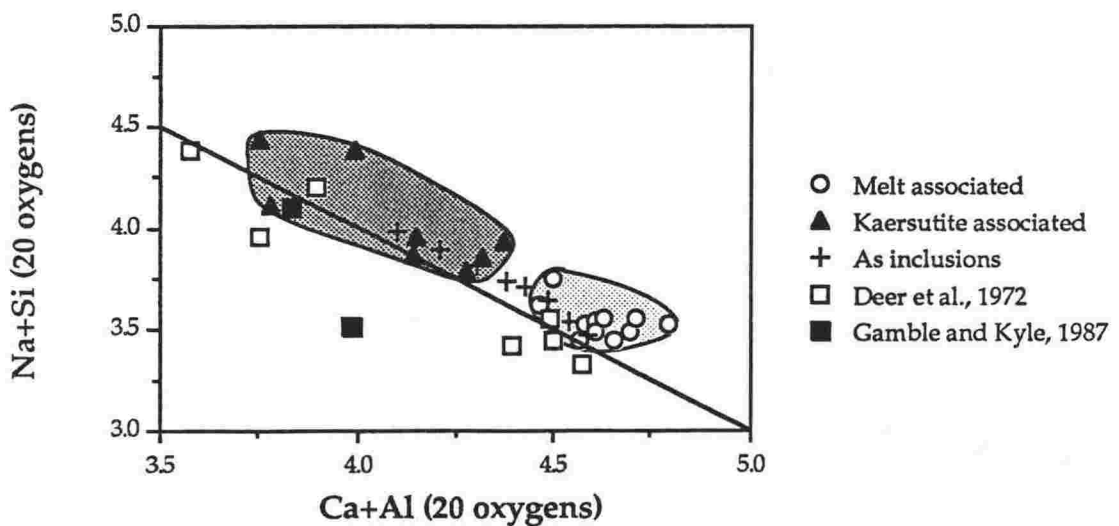 5.0
4.5
4.0
3.5
3.0
Na+Si (20 oxygens)
3.5
4.0
4.5
5.0
Ca+Al (20 oxygens)
Melt associated
Kaersutite associated
As inclusions
Deer et al., 1972
Gamble and Kyle, 1987